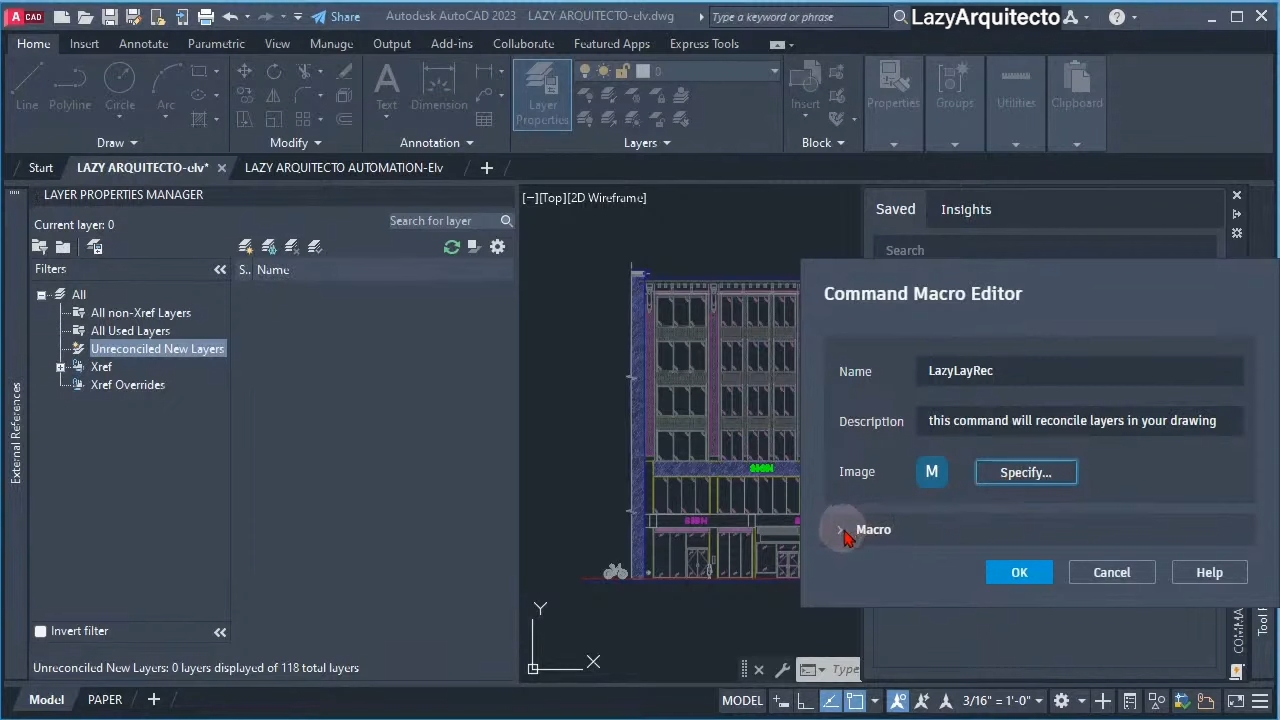 CAD
Share
Autodesk AutoCAD 2023
LAZY ARQUITECTO-elv.dwg
Type a keyword or phrase
LazyArquitecto
Home
Insert
Annotate
Parametric
View
Manage
Output
Add-ins
Collaborate
Featured Apps
Express Tools
0
Line
Polyline
Circle
Arc
Text
Dimension
Layer
Properties
Insert
Properties
Groups
Utilities
Clipboard
Draw
Modify
Annotation
Layers
Block
Start
LAZY ARQUITECTO-elv*
LAZY ARQUITECTO AUTOMATION-Elv
LAYER PROPERTIES MANAGER
[−][Top][2D Wireframe]
Saved
Insights
Current layer: 0
Search for layer
Search
Filters
S..
Name
All
All non-Xref Layers
All Used Layers
Unreconciled New Layers
Xref
Xref Overrides
External References
Command Macro Editor
Name
LazyLayRec
Description
this command will reconcile layers in your drawing
Image
M
Specify...
Macro
OK
Cancel
Help
Y
X
Invert filter
Unreconciled New Layers: 0 layers displayed of 118 total layers
Type
COMMA
Tool P
Model
PAPER
MODEL
3/16" = 1'-0"